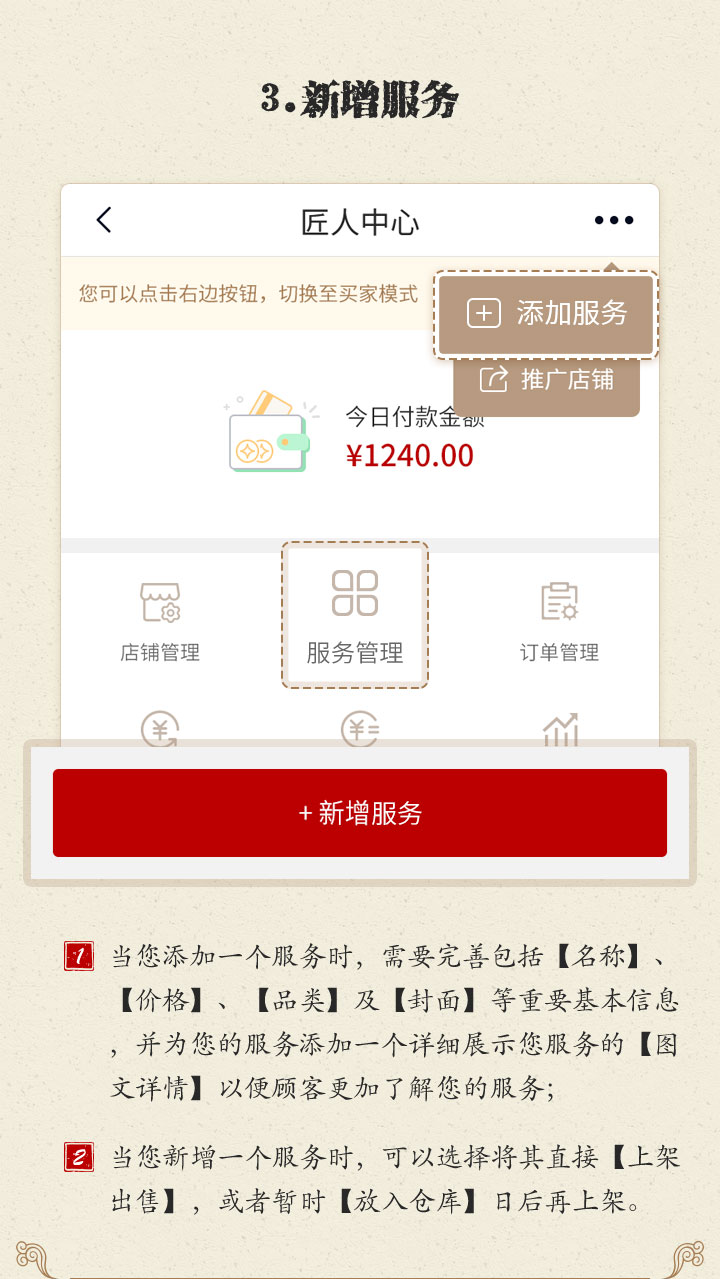 3.新增服务
匠人中心
您可以点击右边按钮，切换至买家模式
添加服务
推广店铺
今日付款金额
¥1240.00
店铺管理
服务管理
订单管理
+ 新增服务
1 当您添加一个服务时，需要完善包括【名称】、
【价格】、【品类】及【封面】等重要基本信息
，并为您的服务添加一个详细展示您服务的【图
文详情】以便顾客更加了解您的服务；
2 当您新增一个服务时，可以选择将其直接【上架
出售】，或者暂时【放入仓库】日后再上架。